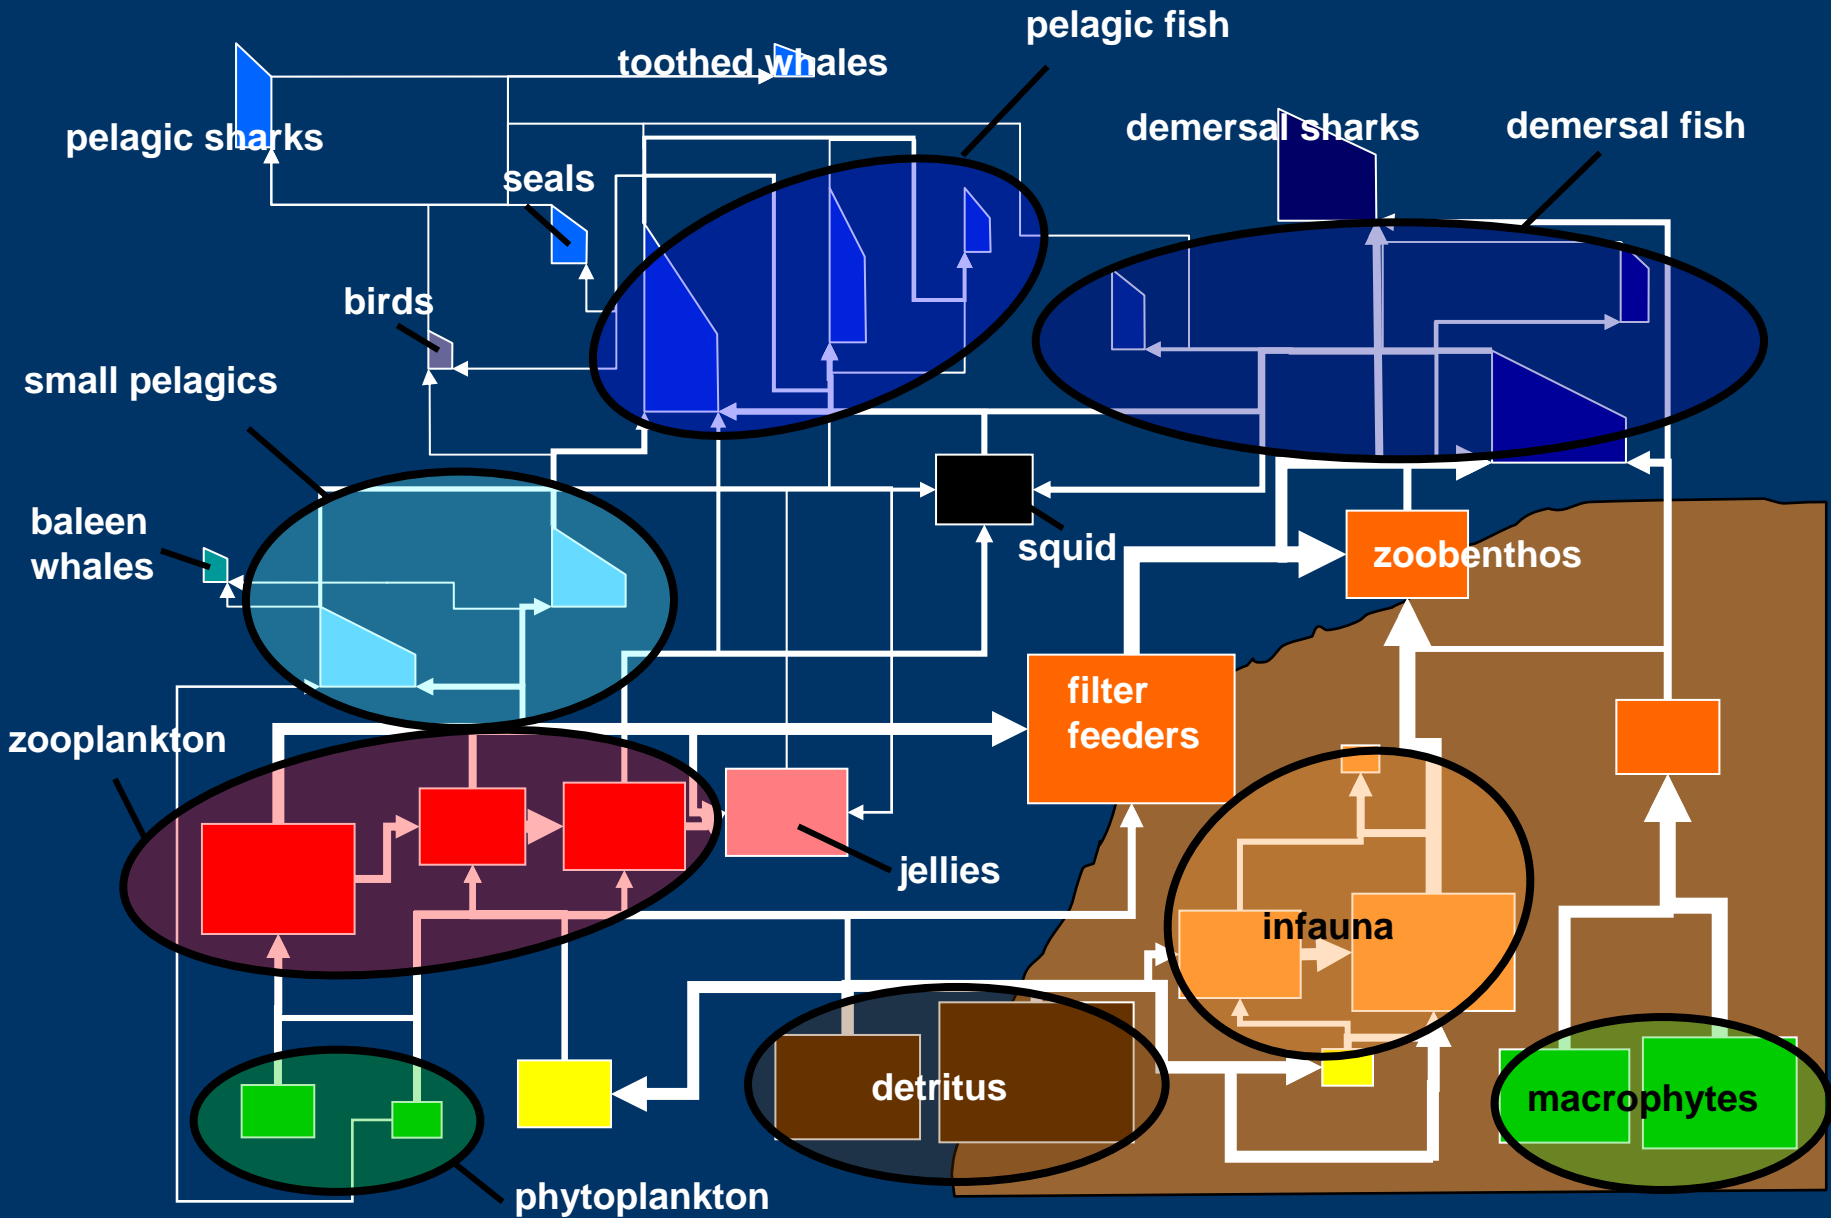 pelagic fish
toothed whales
pelagic sharks
demersal sharks
demersal fish
seals
birds
small pelagics
baleen
whales
squid
zoobenthos
filter
feeders
zooplankton
jellies
infauna
detritus
macrophytes
phytoplankton